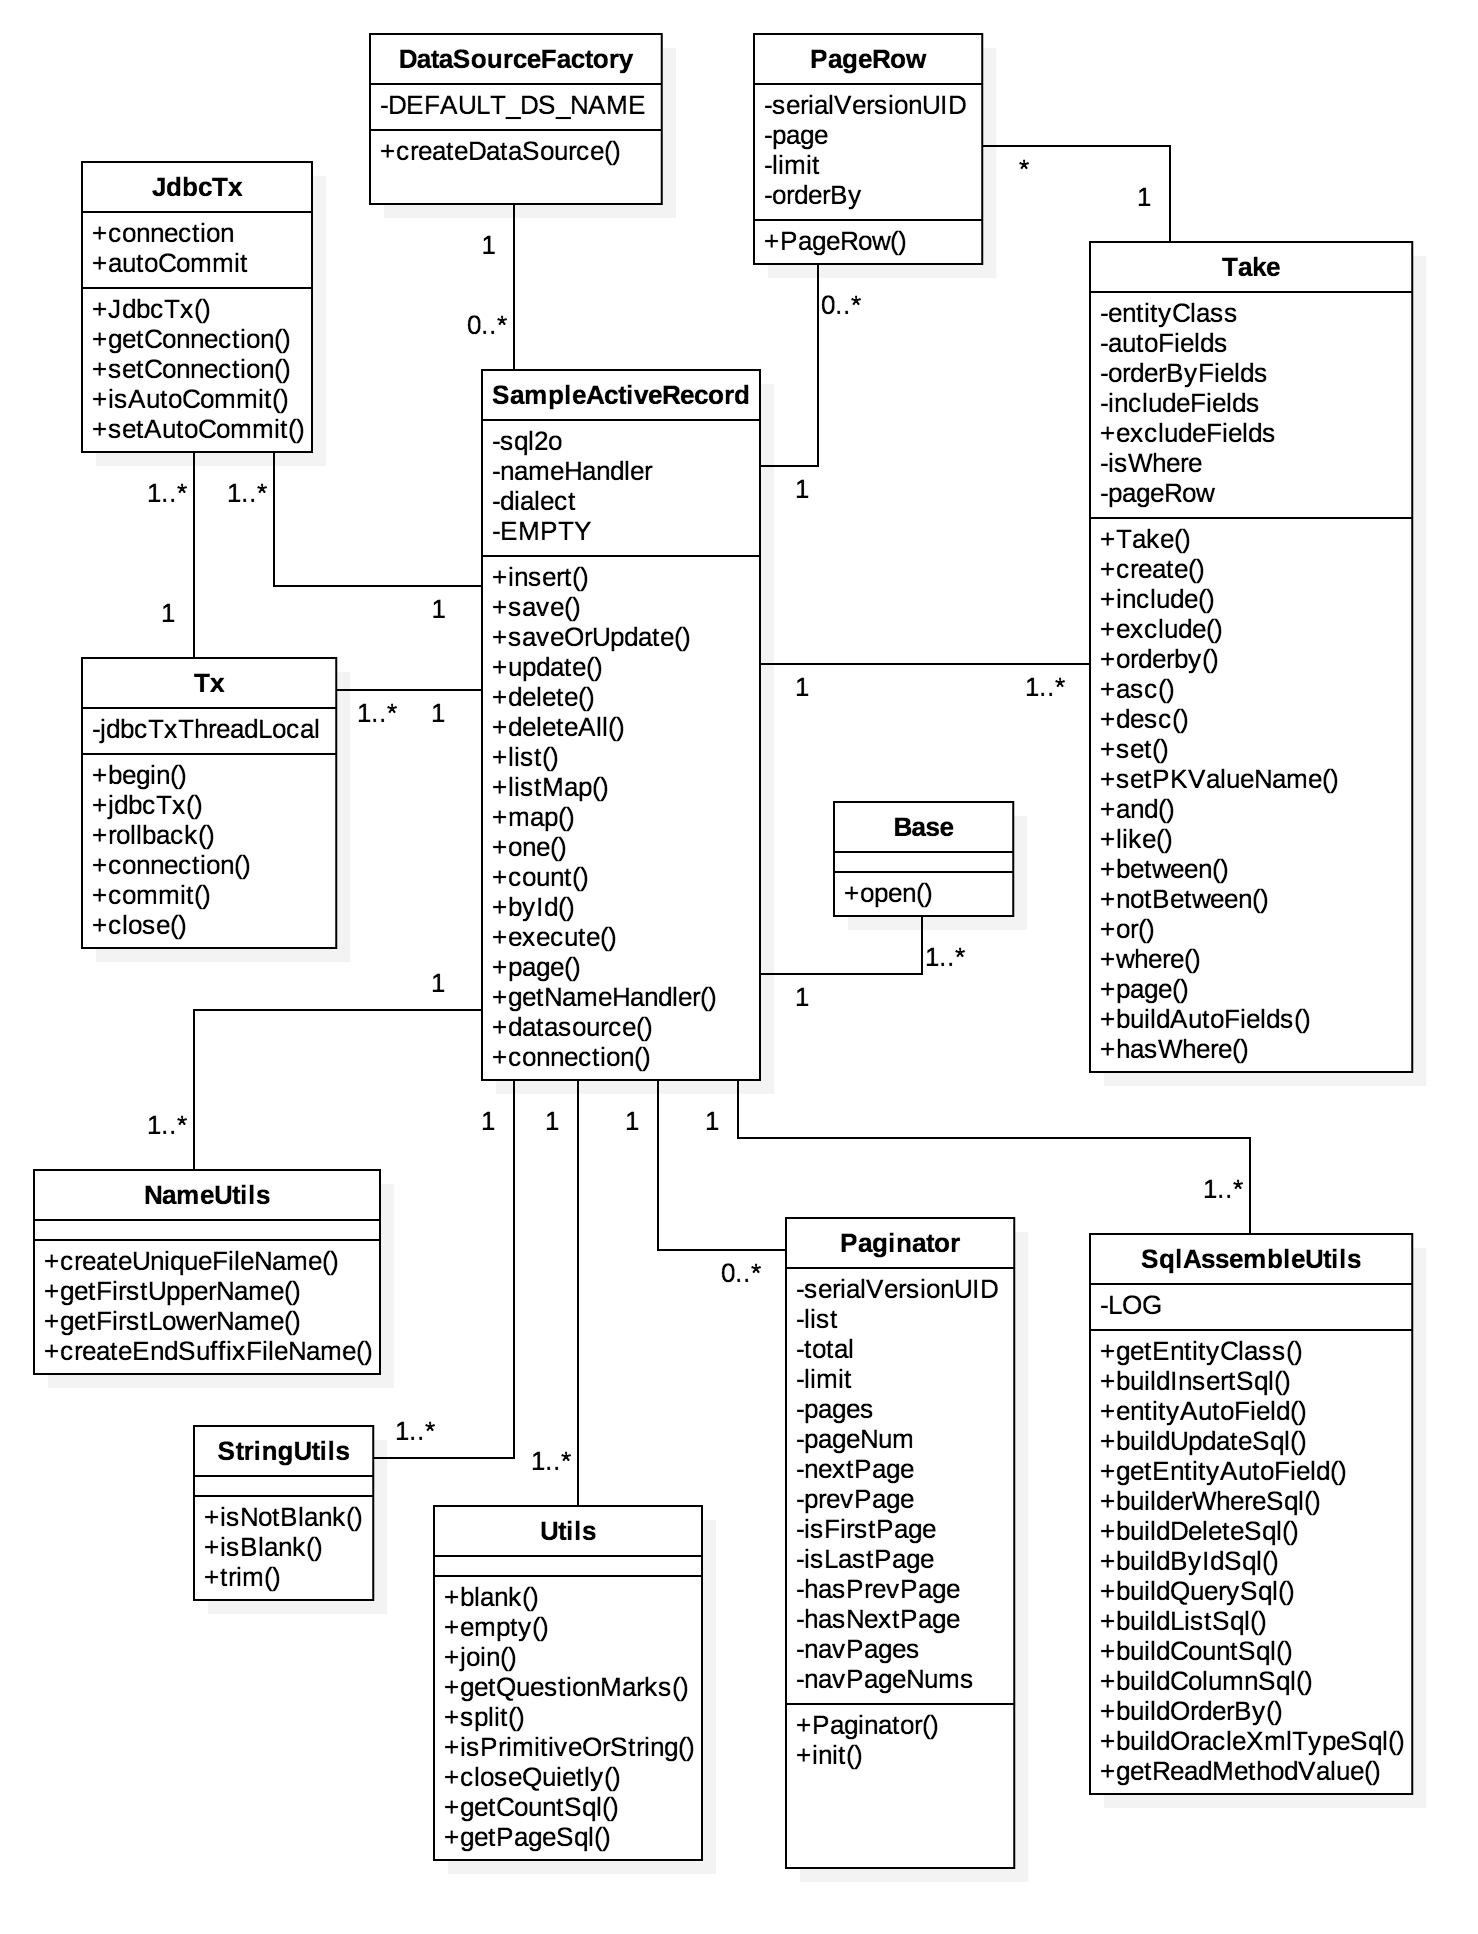 DataSourceFactory
-DEFAULT_DS_NAME
+createDataSource()
PageRow
-serialVersionUID
-page
-limit
-orderBy
+PageRow()
*
1
JdbcTx
+connection
+autoCommit
+JdbcTx()
+getConnection()
+setConnection()
+isAutoCommit()
+setAutoCommit()
1
0..*
0..*
Take
-entityClass
-autoFields
-orderByFields
-includeFields
+excludeFields
-isWhere
-pageRow
+Take()
+create()
+include()
+exclude()
+orderby()
+asc()
+desc()
+set()
+setPKValueName()
+and()
+like()
+between()
+notBetween()
+or()
+where()
+page()
+buildAutoFields()
+hasWhere()
SampleActiveRecord
-sql2o
-nameHandler
-dialect
-EMPTY
+insert()
+save()
+saveOrUpdate()
+update()
+delete()
+deleteAll()
+list()
+listMap()
+map()
+one()
+count()
+byId()
+execute()
+page()
+getNameHandler()
+datasource()
+connection()
1
1..*
1..*
1
1
1
1..*
Tx
-jdbcTxThreadLocal
+begin()
+jdbcTx()
+rollback()
+connection()
+commit()
+close()
1..*
1
Base
+open()
1..*
1
1
1..*
1
1
1
1
1..*
NameUtils
+createUniqueFileName()
+getFirstUpperName()
+getFirstLowerName()
+createEndSuffixFileName()
1..*
StringUtils
+isNotBlank()
+isBlank()
+trim()
1..*
Utils
+blank()
+empty()
+join()
+getQuestionMarks()
+split()
+isPrimitiveOrString()
+closeQuietly()
+getCountSql()
+getPageSql()
0..*
Paginator
-serialVersionUID
-list
-total
-limit
-pages
-pageNum
-nextPage
-prevPage
-isFirstPage
-isLastPage
-hasPrevPage
-hasNextPage
-navPages
-navPageNums
+Paginator()
+init()
SqlAssembleUtils
-LOG
+getEntityClass()
+buildInsertSql()
+entityAutoField()
+buildUpdateSql()
+getEntityAutoField()
+builderWhereSql()
+buildDeleteSql()
+buildByIdSql()
+buildQuerySql()
+buildListSql()
+buildCountSql()
+buildColumnSql()
+buildOrderBy()
+buildOracleXmlTypeSql()
+getReadMethodValue()